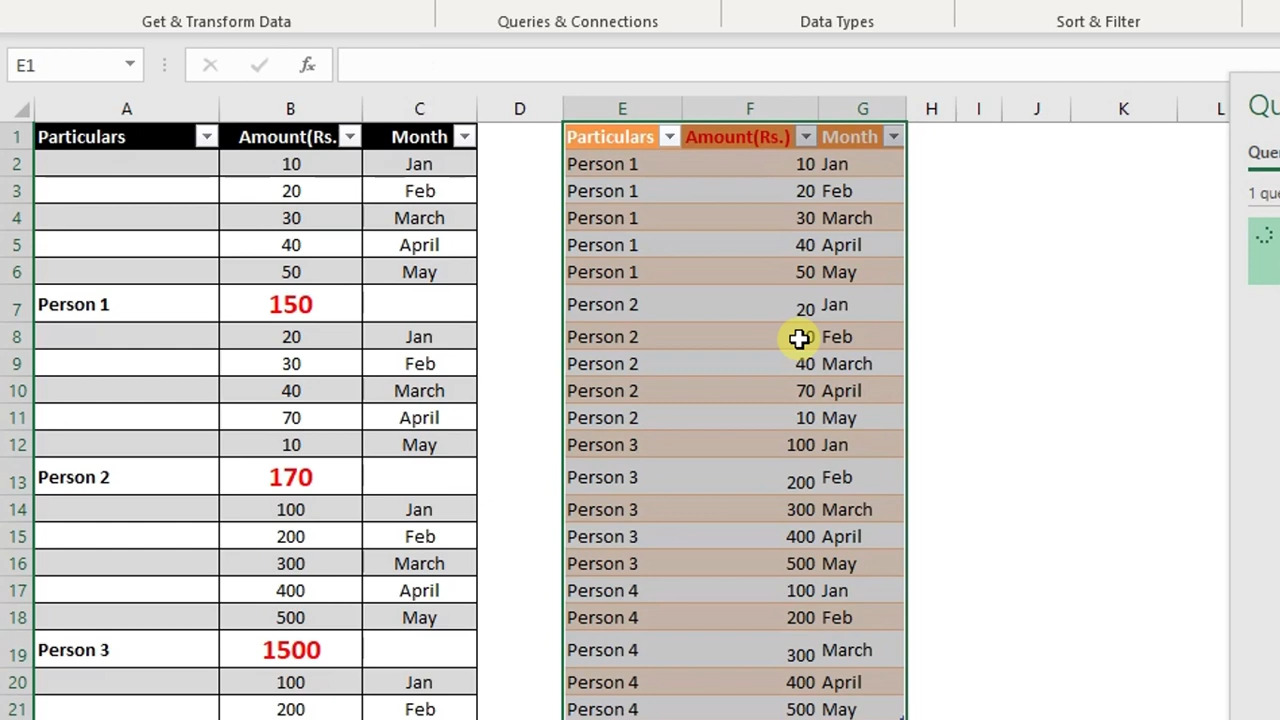 Get & Transform Data Queries & Connections Data Types Sort & Filter
E1 fx
A B C D E F G H I J K L
1 Particulars Amount(Rs. Month Particulars Amount(Rs.) Month
2 10 Jan Person 1 10 Jan
3 20 Feb Person 1 20 Feb
4 30 March Person 1 30 March
5 40 April Person 1 40 April
6 50 May Person 1 50 May
7 Person 1 150 Person 2 20 Jan
8 20 Jan Person 2 Feb
9 30 Feb Person 2 40 March
10 40 March Person 2 70 April
11 70 April Person 2 10 May
12 10 May Person 3 100 Jan
13 Person 2 170 Person 3 200 Feb
14 100 Jan Person 3 300 March
15 200 Feb Person 3 400 April
16 300 March Person 3 500 May
17 400 April Person 4 100 Jan
18 500 May Person 4 200 Feb
19 Person 3 1500 Person 4 300 March
20 100 Jan Person 4 400 April
21 200 Feb Person 4 500 May
Qu
Quer
1 que